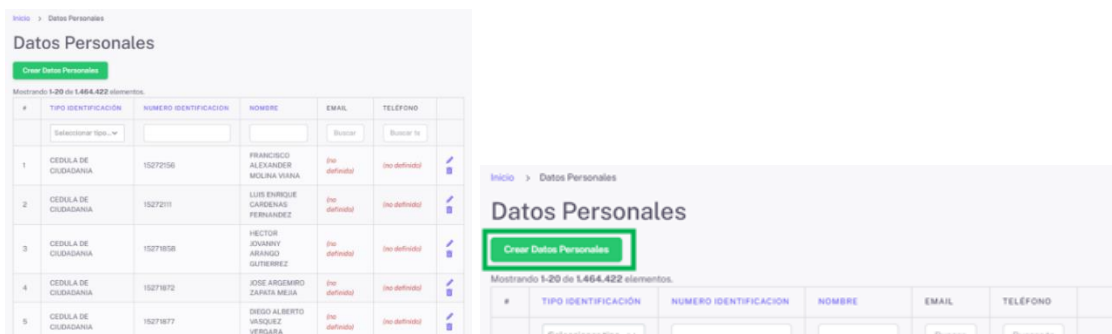 Inicio > Datos Personales
Datos Personales
Crear Datos Personales
Mostrando 1-20 de 1.464.422 elementos.
# TIPO IDENTIFICACIÓN NUMERO IDENTIFICACION NOMBRE EMAIL TELÉFONO
Seleccionar tipo... Buscar Buscar te
1 CEDULA DE CIUDADANIA 15272156 FRANCISCO ALEXANDER MOLINA VIANA (no definido) (no definido)
2 CEDULA DE CIUDADANIA 15272111 LUIS ENRIQUE CARDENAS FERNANDEZ (no definido) (no definido)
3 CEDULA DE CIUDADANIA 15271858 HECTOR JOVANNY ARANGO GUTIERREZ (no definido) (no definido)
4 CEDULA DE CIUDADANIA 15271872 JOSE ARGEMIRO ZAPATA MEJIA (no definido) (no definido)
5 CEDULA DE CIUDADANIA 15271877 DIEGO ALBERTO VASQUEZ VERGARA (no definido) (no definido)
Inicio > Datos Personales
Datos Personales
Crear Datos Personales
Mostrando 1-20 de 1.464.422 elementos.
# TIPO IDENTIFICACIÓN NUMERO IDENTIFICACION NOMBRE EMAIL TELÉFONO